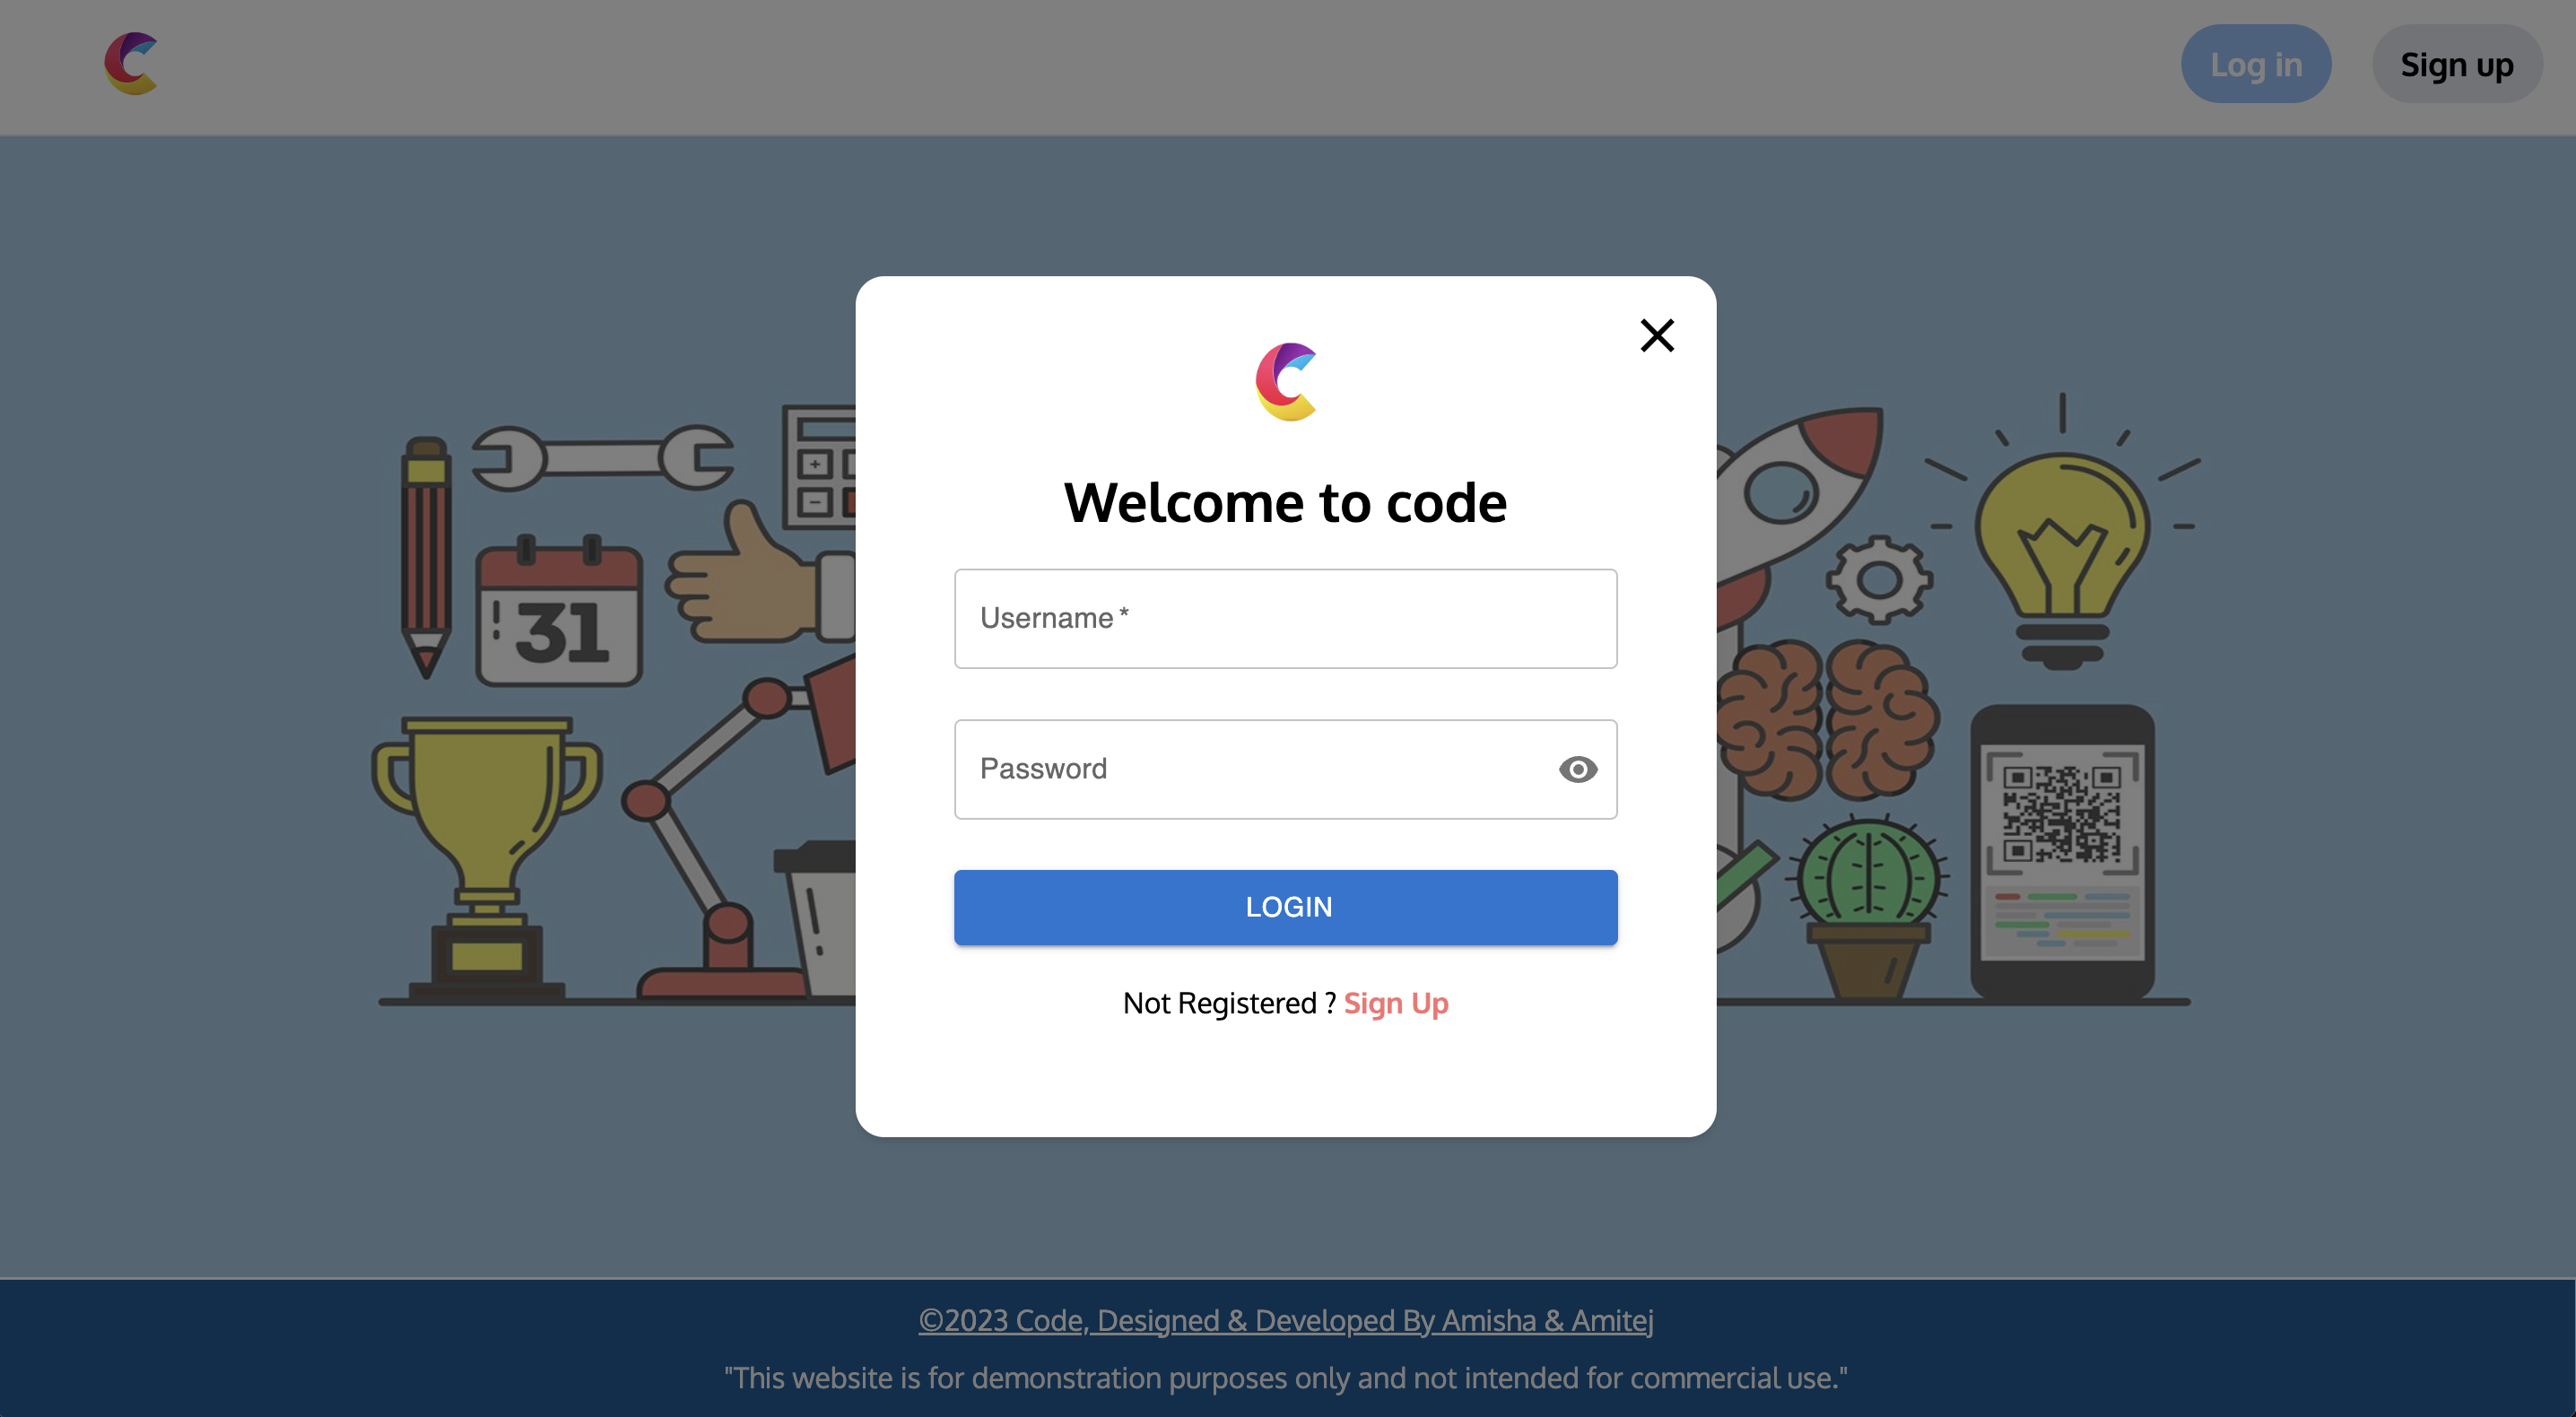 Log in
Sign up
Welcome to code
Username *
Password
LOGIN
Not Registered ? Sign Up
31
©2023 Code, Designed & Developed By Amisha & Amitej
"This website is for demonstration purposes only and not intended for commercial use."